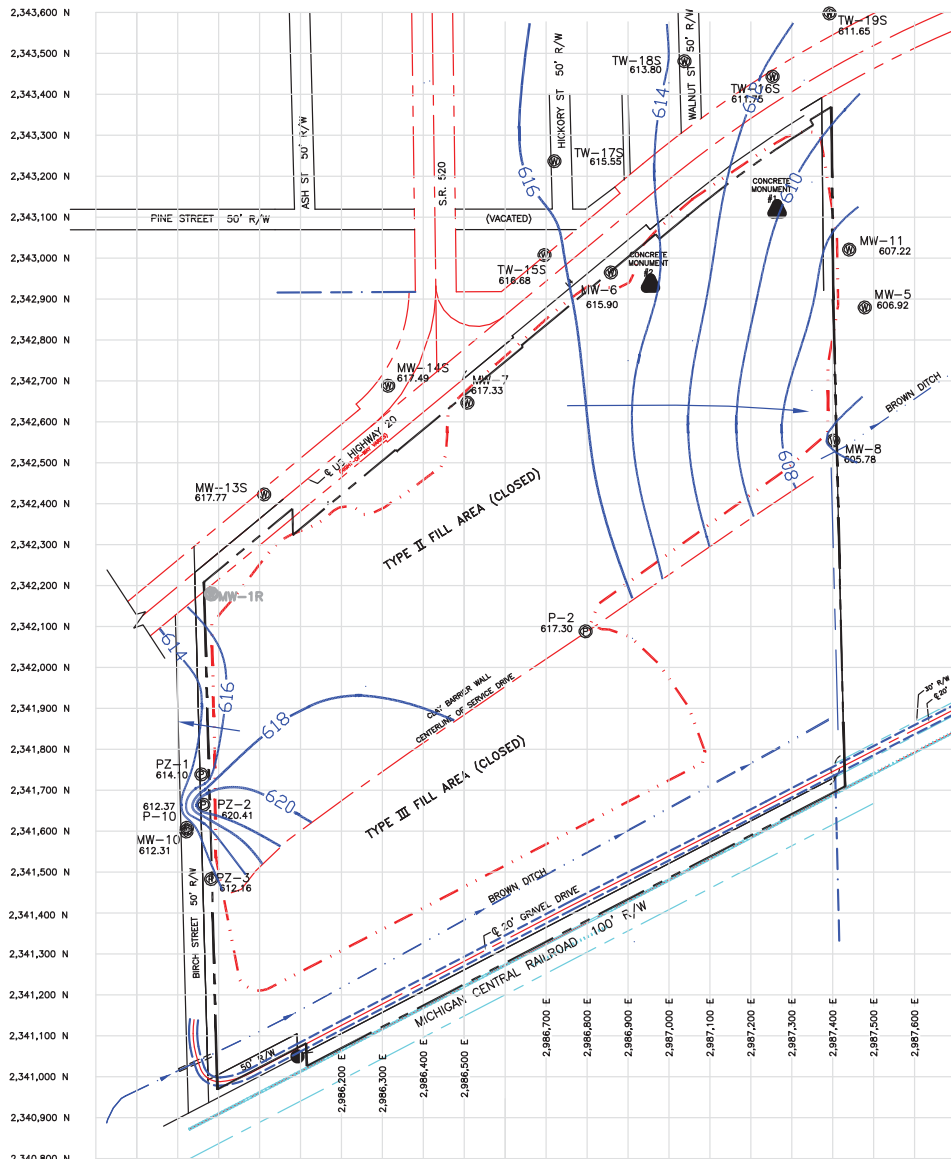 2,343,600 N
TW-19S
611.65
2,343,500 N
HICKORY ST 50' R/W
TW-18S
613.80
WALNUT ST 50' R/W
TW-16S
611.75
2,343,400 N
614
ASH ST 50' R/W
2,343,300 N
TW-17S
615.55
2,343,200 N
616
S.R. 520
CONCRETE
MONUMENT
#1
610
2,343,100 N
PINE STREET 50' R/W
(VACATED)
2,343,000 N
TW-15S
616.68
CONCRETE
MONUMENT
#2
MW-11
607.22
2,342,900 N
MW-6
615.90
MW-5
606.92
2,342,800 N
2,342,700 N
MW-14S
617.49
MW-7
617.33
BROWN DITCH
2,342,600 N
℄ US HIGHWAY 20
MW-8
605.78
2,342,500 N
MW-13S
617.77
608
2,342,400 N
TYPE II FILL AREA (CLOSED)
2,342,300 N
2,342,200 N
MW-1R
2,342,100 N
P-2
617.30
614
2,342,000 N
616
CLAY BARRIER WALL
CENTERLINE OF SERVICE DRIVE
30' R/W
℄ 20'
2,341,900 N
618
2,341,800 N
PZ-1
614.10
TYPE III FILL AREA (CLOSED)
2,341,700 N
620
612.37
P-10
PZ-2
620.41
2,341,600 N
MW-10
612.31
2,341,500 N
PZ-3
612.16
BROWN DITCH
2,341,400 N
BIRCH STREET 50' R/W
℄ 20' GRAVEL DRIVE
2,341,300 N
MICHIGAN CENTRAL RAILROAD 100' R/W
2,341,200 N
2,341,100 N
50' R/W
2,341,000 N
2,986,200 E
2,986,300 E
2,986,400 E
2,986,500 E
2,986,700 E
2,986,800 E
2,986,900 E
2,987,000 E
2,987,100 E
2,987,200 E
2,987,300 E
2,987,400 E
2,987,500 E
2,987,600 E
2,340,900 N
2,340,800 N